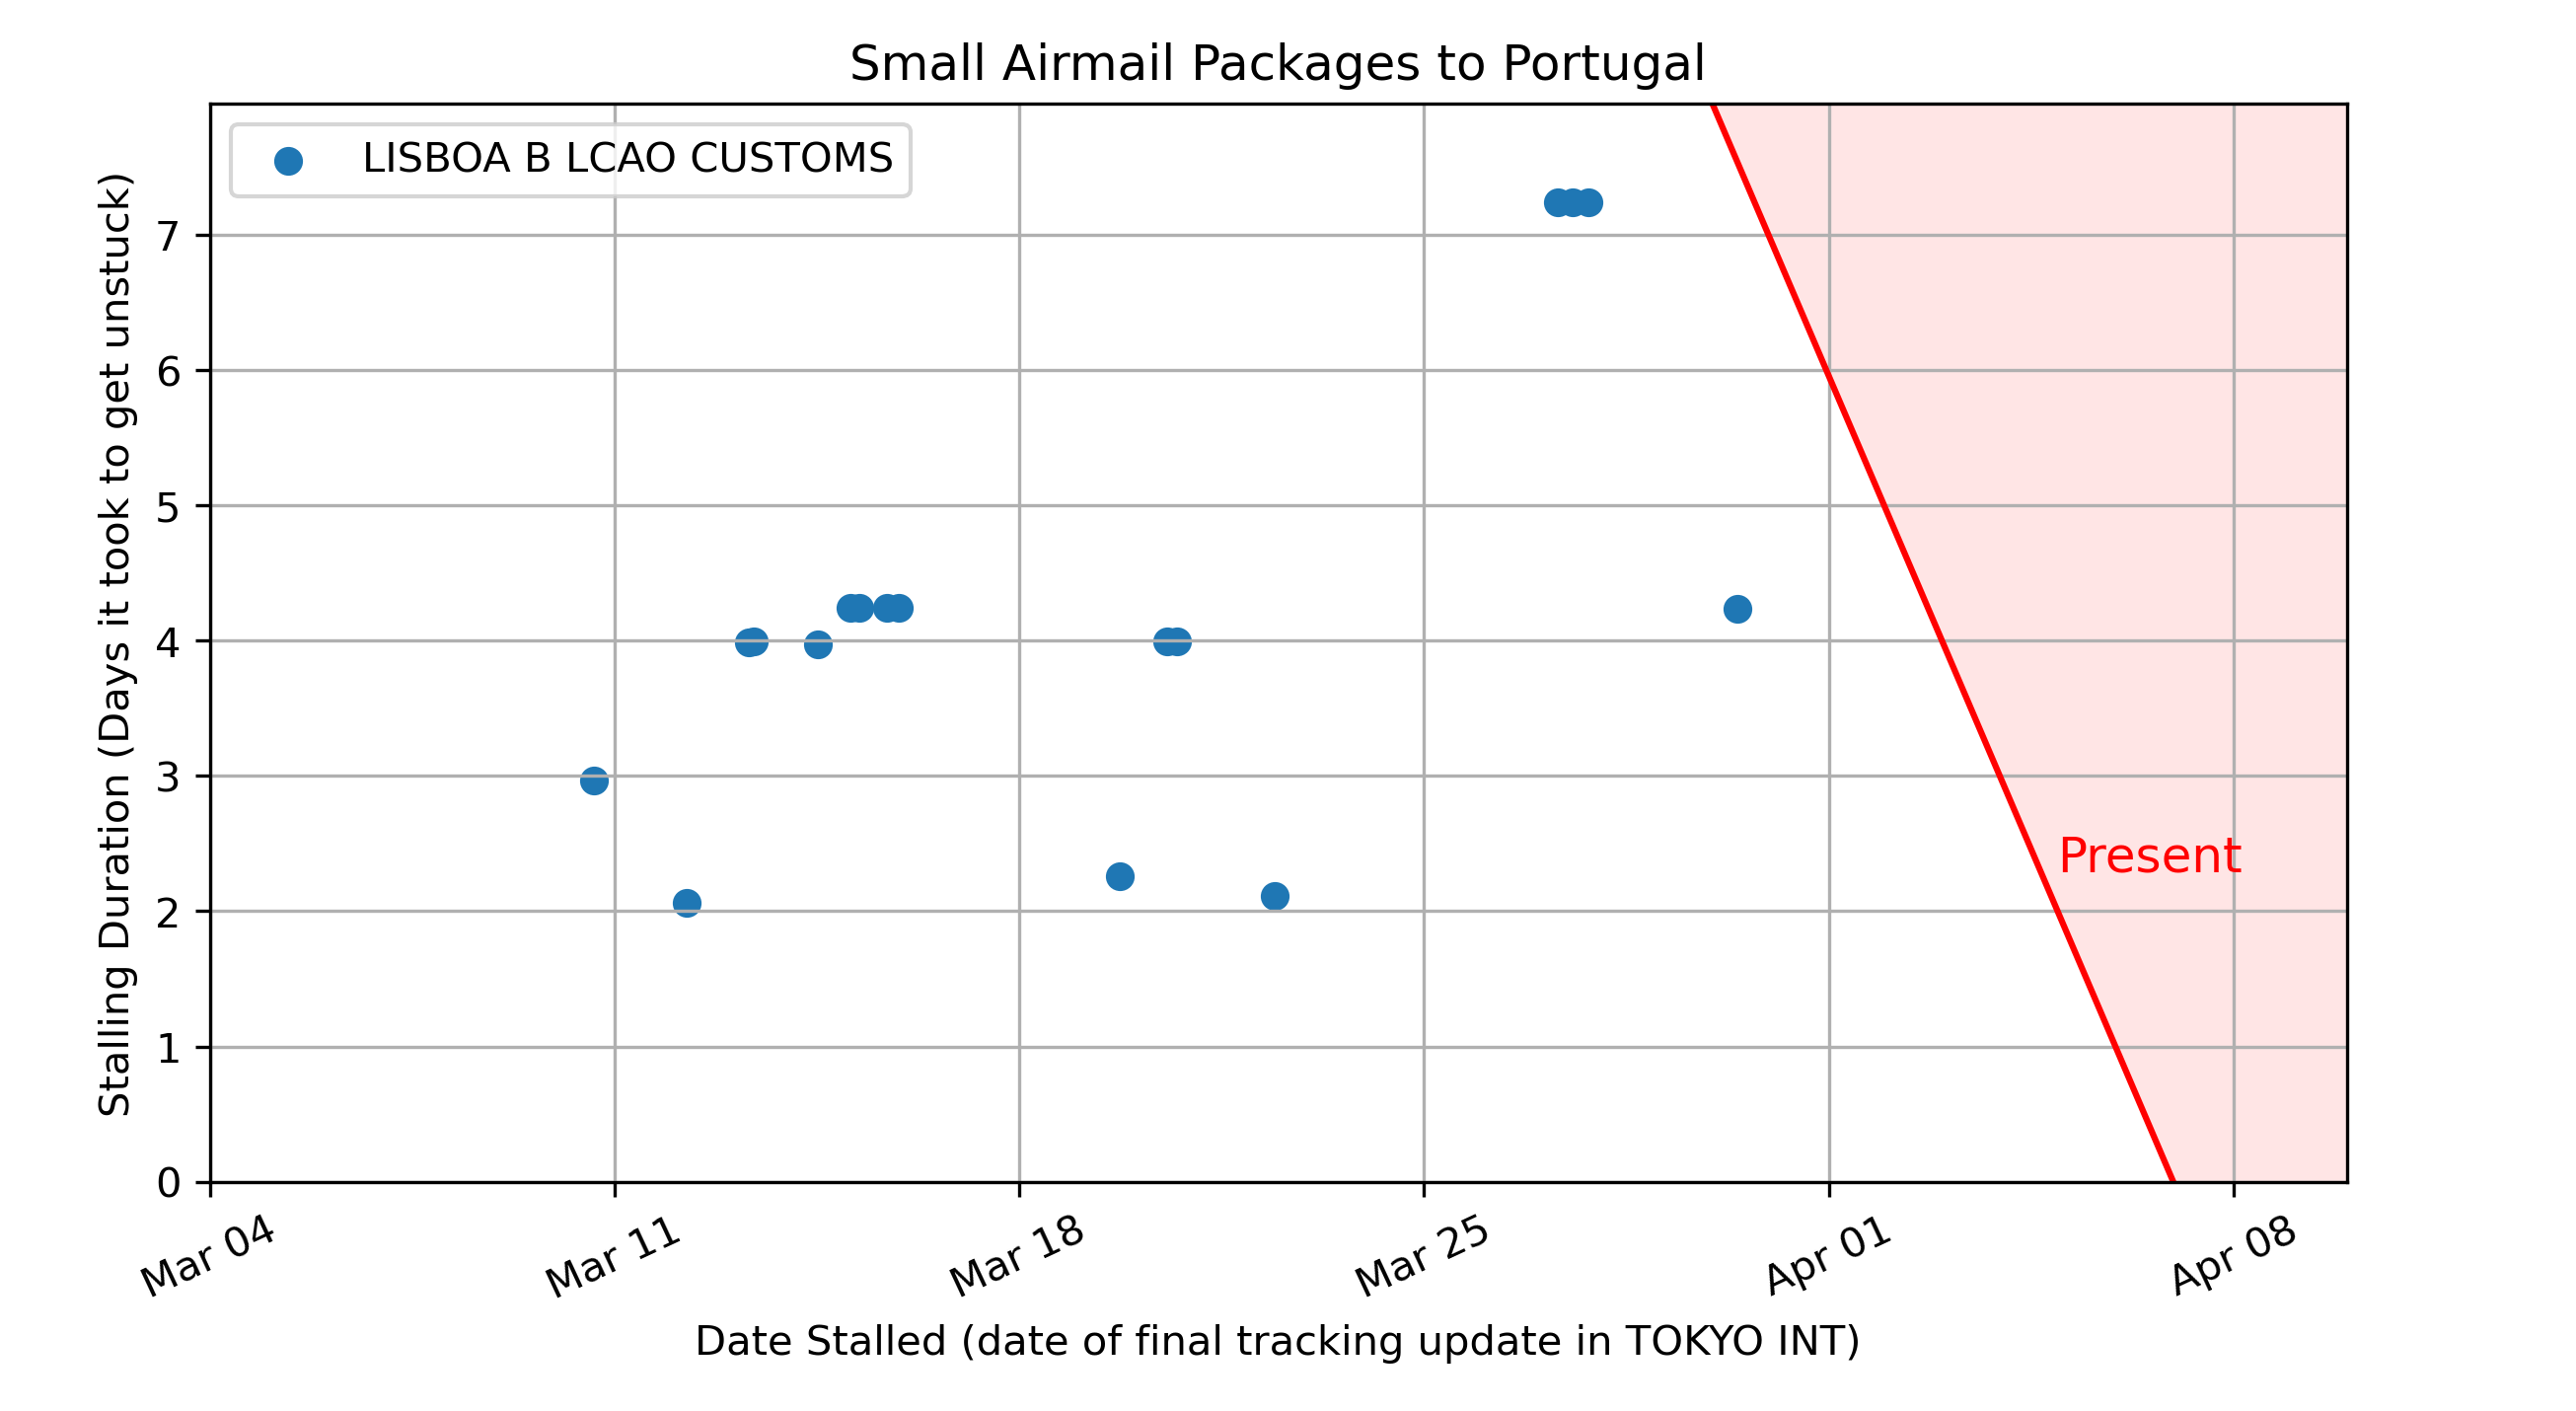 Small Airmail Packages to Portugal
LISBOA B LCAO CUSTOMS
Stalling Duration (Days it took to get unstuck)
7
6
5
4
3
2
1
0
Present
Mar 04
Mar 11
Mar 18
Mar 25
Apr 01
Apr 08
Date Stalled (date of final tracking update in TOKYO INT)